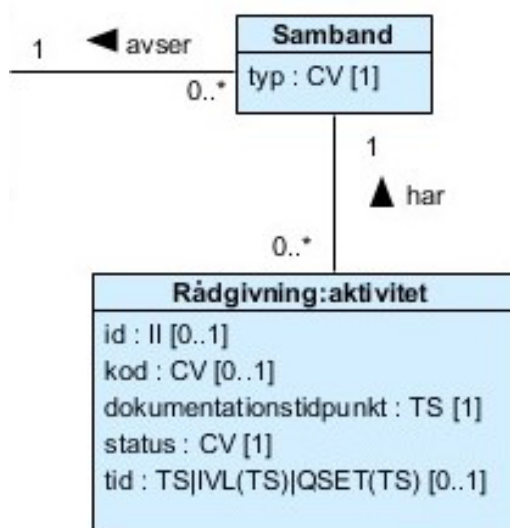 Samband
1 avser
typ : CV [1]
0..*
1
har
0..*
Rådgivning:aktivitet
id : II [0..1]
kod : CV [0..1]
dokumentationstidpunkt : TS [1]
status : CV [1]
tid : TS|IVL(TS)|QSET(TS) [0..1]